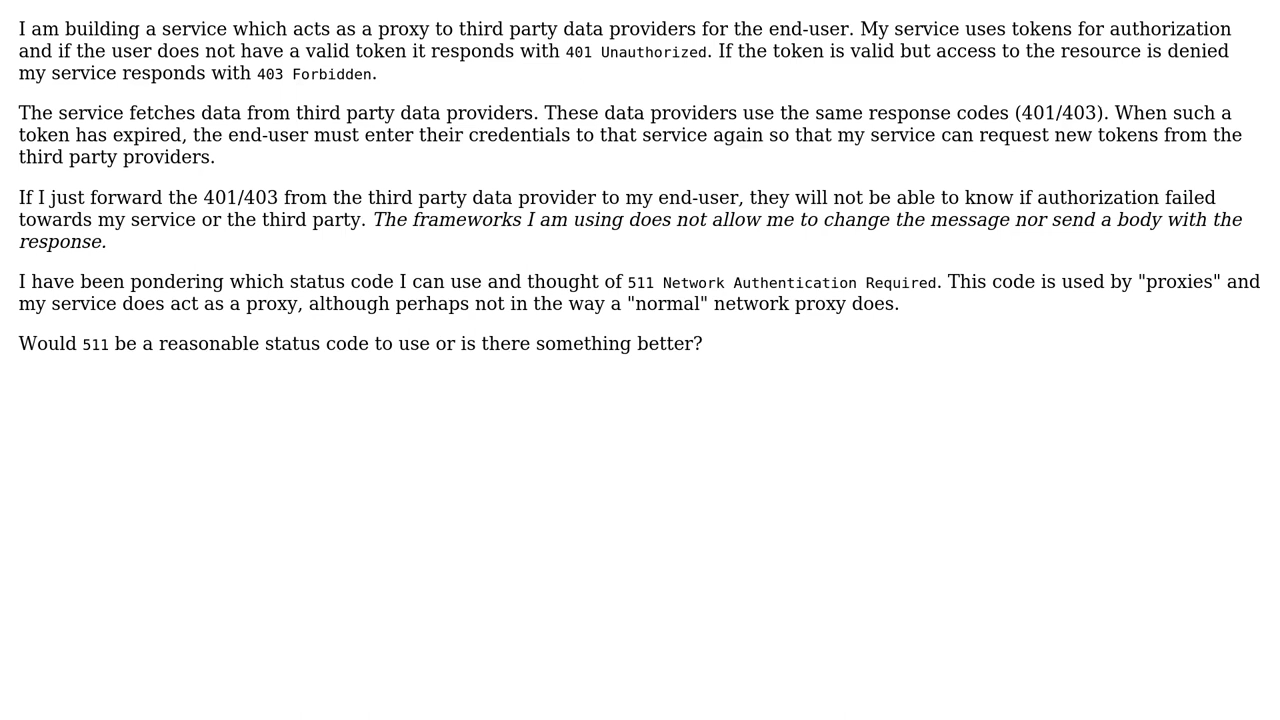 I am building a service which acts as a proxy to third party data providers for the end-user. My service uses tokens for authorization
and if the user does not have a valid token it responds with 401 Unauthorized. If the token is valid but access to the resource is denied
my service responds with 403 Forbidden.
The service fetches data from third party data providers. These data providers use the same response codes (401/403). When such a
token has expired, the end-user must enter their credentials to that service again so that my service can request new tokens from the
third party providers.
If I just forward the 401/403 from the third party data provider to my end-user, they will not be able to know if authorization failed
towards my service or the third party. The frameworks I am using does not allow me to change the message nor send a body with the
response.
I have been pondering which status code I can use and thought of 511 Network Authentication Required. This code is used by "proxies" and
my service does act as a proxy, although perhaps not in the way a "normal" network proxy does.
Would 511 be a reasonable status code to use or is there something better?